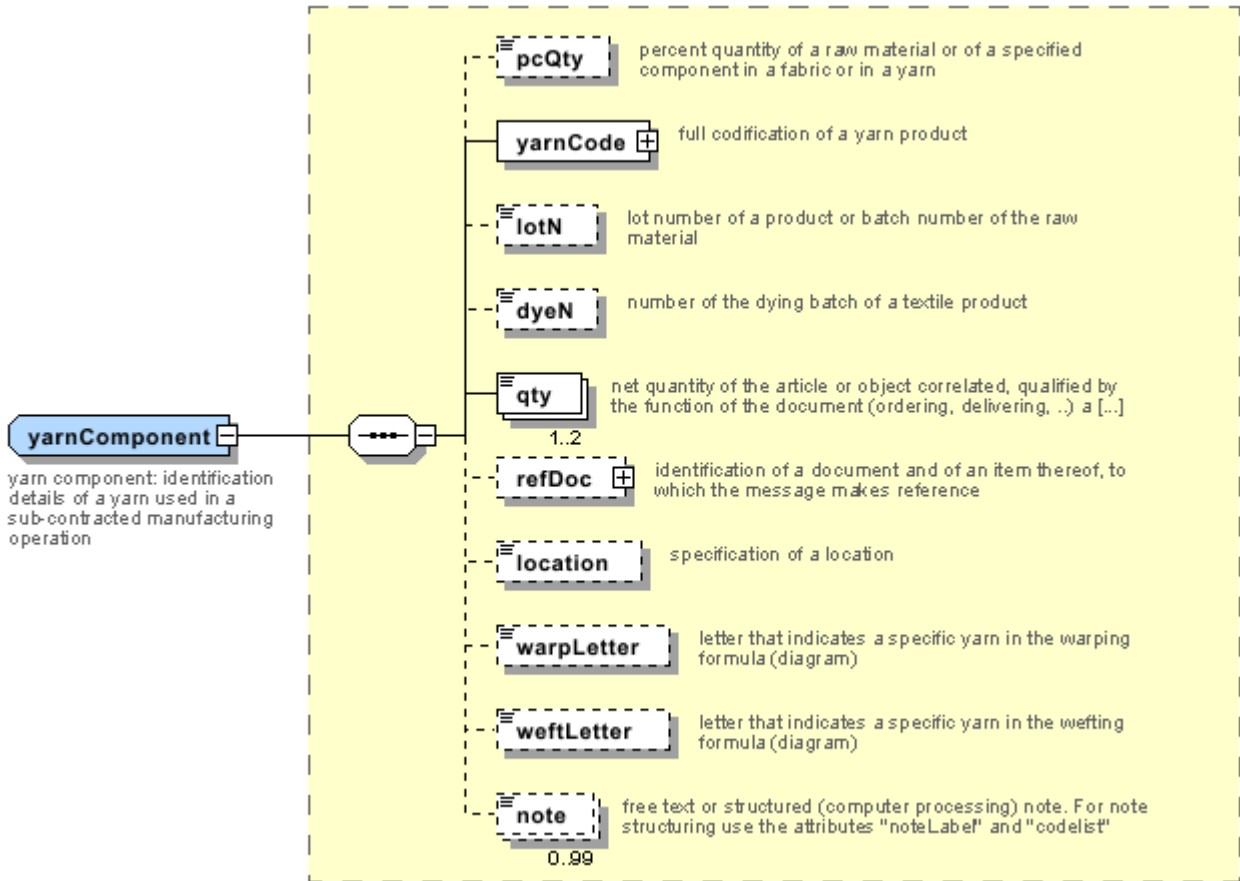 pcQty
percent quantity of a raw material or of a specified
component in a fabric or in a yarn
yarnCode
full codification of a yarn product
lotN
lot number of a product or batch number of the raw
material
dyeN
number of the dying batch of a textile product
qty
net quantity of the article or object correlated, qualified by
the function of the document (ordering, delivering, ..) a [...]
1..2
yarnComponent
yarn component: identification
details of a yarn used in a
sub-contracted manufacturing
operation
refDoc
identification of a document and of an item thereof, to
which the message makes reference
location
specification of a location
warpLetter
letter that indicates a specific yarn in the warping
formula (diagram)
weftLetter
letter that indicates a specific yarn in the wefting
formula (diagram)
note
free text or structured (computer processing) note. For note
structuring use the attributes "noteLabel" and "codelist"
0..99